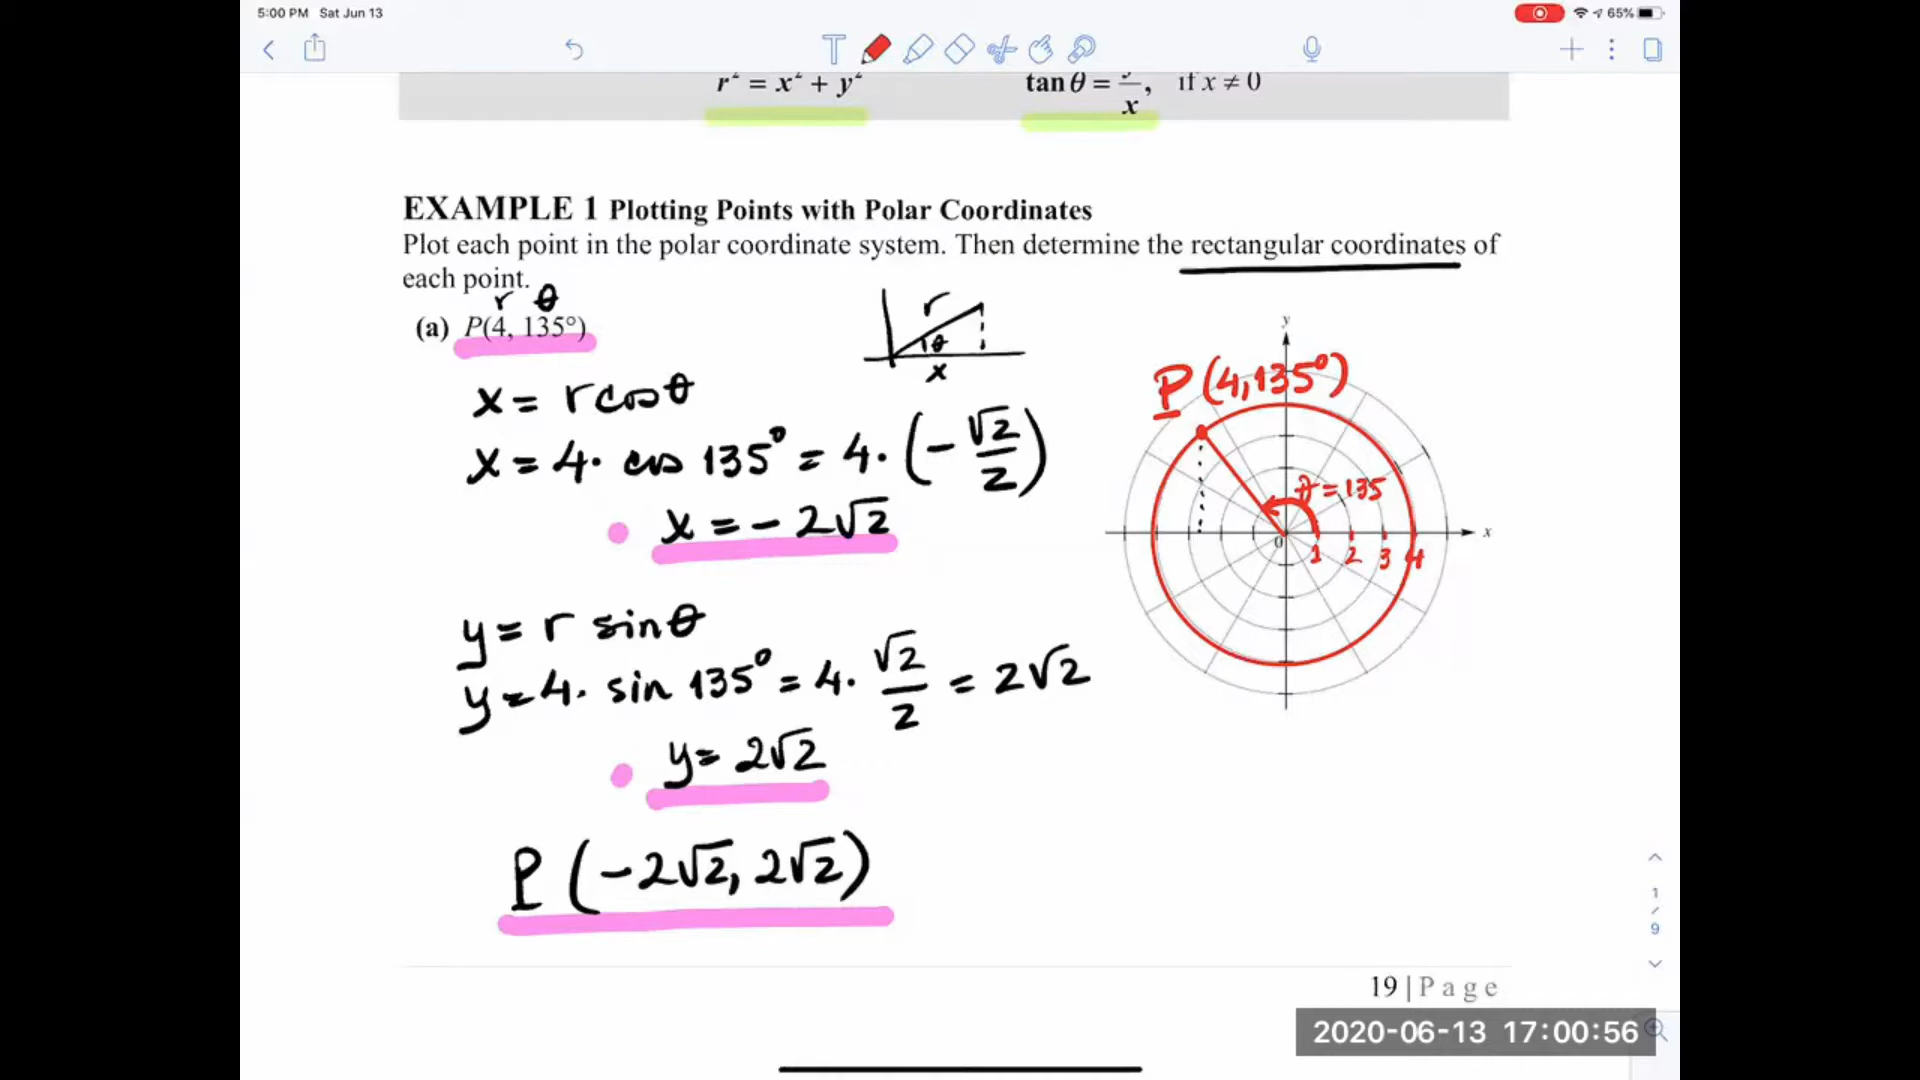 5:00 PM Sat Jun 13
65%
r² = x² + y² tan θ = y/x, if x ≠ 0
EXAMPLE 1 Plotting Points with Polar Coordinates
Plot each point in the polar coordinate system. Then determine the rectangular coordinates of
each point.
r θ
(a) P(4, 135°)
r
θ
x
x = r cos θ
x = 4· cos 135° = 4· (-√2/2)
x = -2√2
y = r sin θ
y = 4· sin 135° = 4· √2/2 = 2√2
y = 2√2
P (-2√2, 2√2)
y
P (4,135°)
θ = 135
x
0 1 2 3 4
1
/
9
19 | Page
2020-06-13 17:00:56